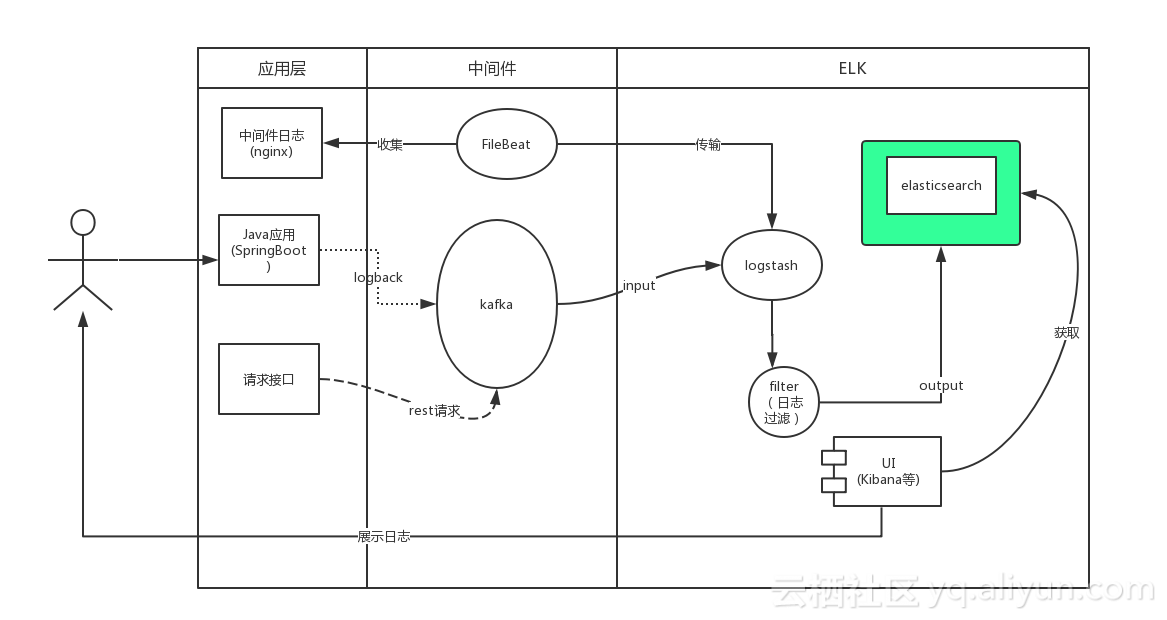 应用层
中间件
ELK
中间件日志
(nginx)
收集
FileBeat
传输
elasticsearch
Java应用
(SpringBoot
)
logback
kafka
input
logstash
获取
请求接口
rest请求
filter
（日志
过滤）
output
UI
(Kibana等)
展示日志
云栖社区 yq.aliyun.com